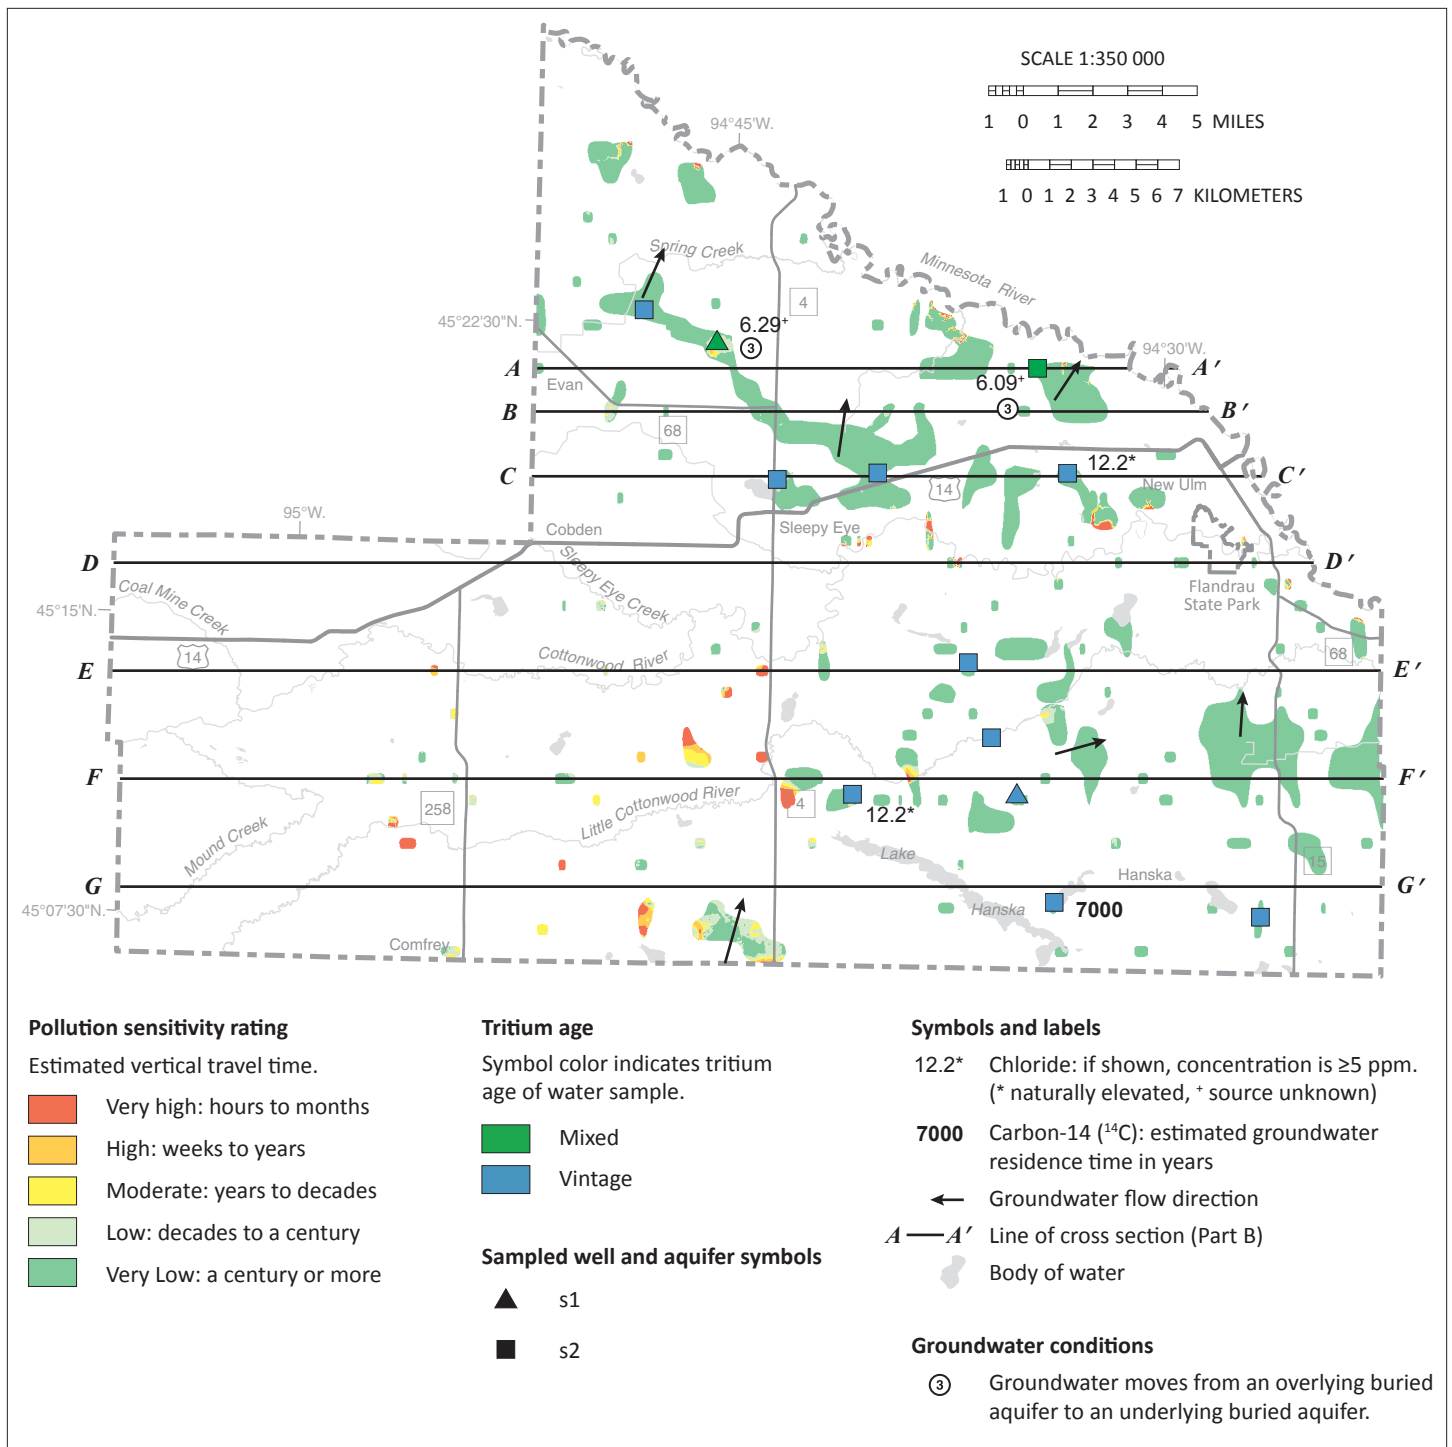 SCALE 1:350 000
1 0 1 2 3 4 5 MILES
1 0 1 2 3 4 5 6 7 KILOMETERS
94°45'W.
Spring Creek
Minnesota River
4
45°22'30"N.
6.29+
3
94°30'W.
A
A'
Evan
6.09+
3
B
B'
68
C
12.2*
C'
14
New Ulm
95°W.
Cobden
Sleepy Eye
D
D'
Coal Mine Creek
Sleepy Eye Creek
Flandrau
State Park
45°15'N.
14
Cottonwood River
68
E
E'
F
F'
258
Little Cottonwood River
4
12.2*
Mound Creek
Lake
15
G
Hanska
G'
45°07'30"N.
Hanska
7000
Comfrey
Pollution sensitivity rating
Estimated vertical travel time.
Very high: hours to months
High: weeks to years
Moderate: years to decades
Low: decades to a century
Very Low: a century or more
Tritium age
Symbol color indicates tritium
age of water sample.
Mixed
Vintage
Sampled well and aquifer symbols
s1
s2
Symbols and labels
12.2* Chloride: if shown, concentration is ≥5 ppm.
(* naturally elevated, + source unknown)
7000 Carbon-14 (14C): estimated groundwater
residence time in years
Groundwater flow direction
A — A' Line of cross section (Part B)
Body of water
Groundwater conditions
3 Groundwater moves from an overlying buried
aquifer to an underlying buried aquifer.